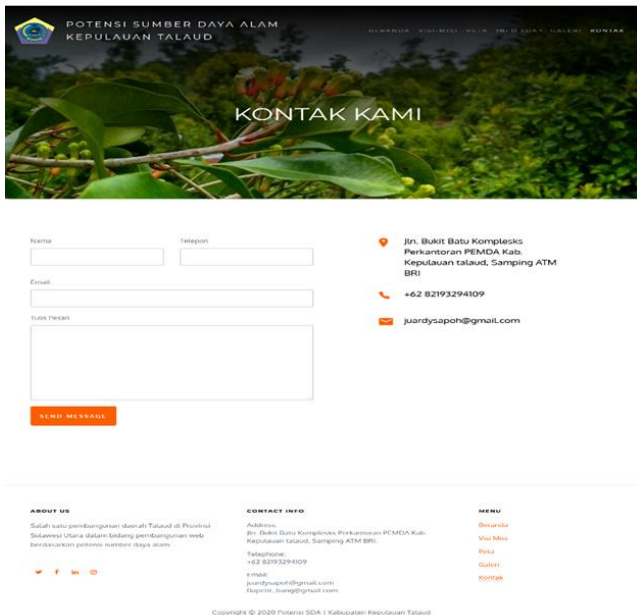 POTENSI SUMBER DAYA ALAM
KEPULAUAN TALAUD
BERANDA VISI-MISI PETA INFO SDA GALERI KONTAK
KONTAK KAMI
Nama
Telepon
Email
Tulis Pesan
SEND MESSAGE
Jln. Bukit Batu Komplesks
Perkantoran PEMDA Kab.
Kepulauan talaud, Samping ATM
BRI
+62 82193294109
juardysapoh@gmail.com
ABOUT US
Salah satu pembangunan daerah Talaud di Provinsi
Sulawesi Utara dalam bidang pembangunan web
berdasarkan potensi sumber daya alam.
CONTACT INFO
Address:
Jln. Bukit Batu Komplesks Perkantoran PEMDA Kab.
Kepulauan talaud, Samping ATM BRI.
Telephone:
+62 82193294109
Email:
juardysapoh@gmail.com
MENU
Beranda
Visi Misi
Peta
Galeri
Kontak
Copyright © 2020 Potensi SDA | Kabupaten Kepulauan Talaud